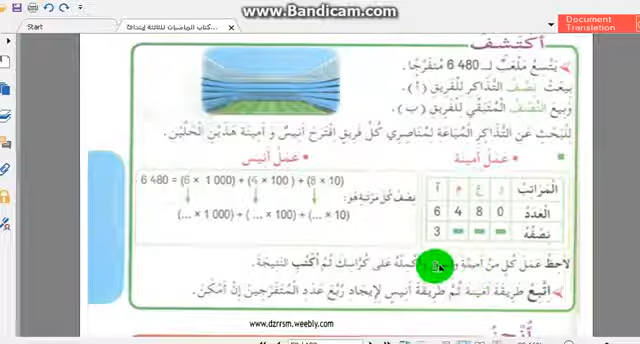 www.Bandicam.com
Start
كتاب الرياضيات للثالثة ابتدائي...
Document Translation
أكتشف
يتسع ملعب لـ 480 6 متفرجا.
بيعت نصف التذاكر للفريق (أ).
وبيع النصف المتبقي للفريق (ب).
للبحث عن التذاكر المباعة لمناصري كل فريق اقترح أنيس و أمينة هذين الحلين.
• عمل أمينة
• عمل أنيس
المراتب ر ع م آ
العدد 0 8 4 6
نصفه - - - 3
6 480 = (6 × 1 000) + (4 × 100) + (8 × 10)
نصف كل مرتبة هو:
(... × 1 000) + (... × 100) + (... × 10)
لاحظ عمل كل من أمينة وأكمله على كراسك ثم أكتب النتيجة.
اتبع طريقة أمينة ثم طريقة أنيس لإيجاد ربع عدد المتفرجين إن أمكن.
www.dzrrsm.weebly.com
أنجز